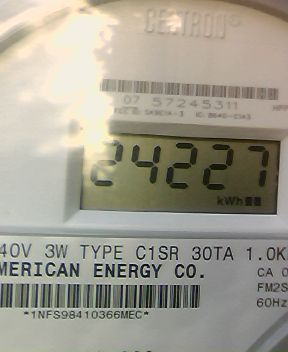 CENTRON®
07 57245311
24227
kWh
40V 3W TYPE C1SR 30TA 1.0K
MERICAN ENERGY CO.
CA 0
FM2S
60Hz
*1NFS98410366MEC*